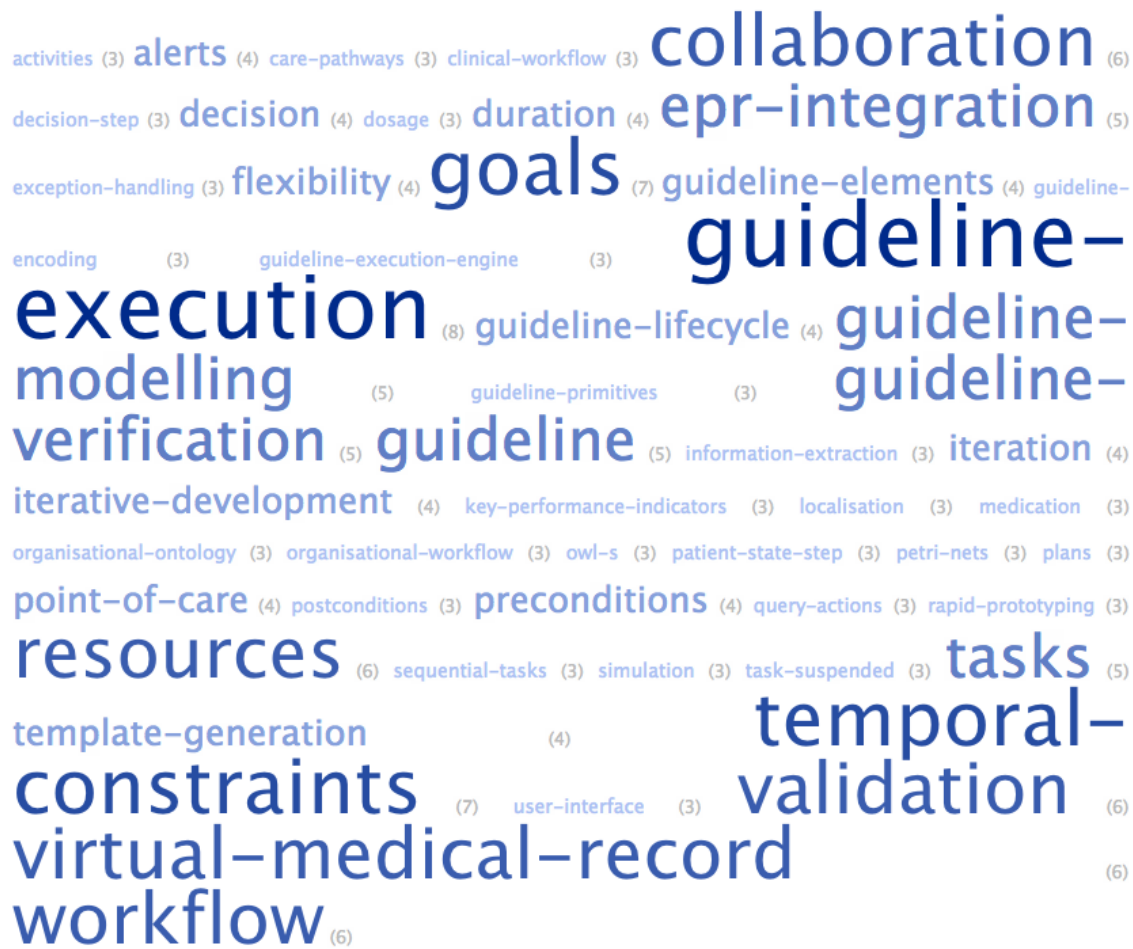 activities (3) alerts (4) care-pathways (3) clinical-workflow (3) collaboration (6)
decision-step (3) decision (4) dosage (3) duration (4) epr-integration (5)
exception-handling (3) flexibility (4) goals (7) guideline-elements (4) guideline-
encoding (3) guideline-execution-engine (3) guideline-
execution (8) guideline-lifecycle (4) guideline-
modelling (5) guideline-primitives (3) guideline-
verification (5) guideline (5) information-extraction (3) iteration (4)
iterative-development (4) key-performance-indicators (3) localisation (3) medication (3)
organisational-ontology (3) organisational-workflow (3) owl-s (3) patient-state-step (3) petri-nets (3) plans (3)
point-of-care (4) postconditions (3) preconditions (4) query-actions (3) rapid-prototyping (3)
resources (6) sequential-tasks (3) simulation (3) task-suspended (3) tasks (5)
template-generation (4) temporal-
constraints (7) user-interface (3) validation (6)
virtual-medical-record (6)
workflow (6)